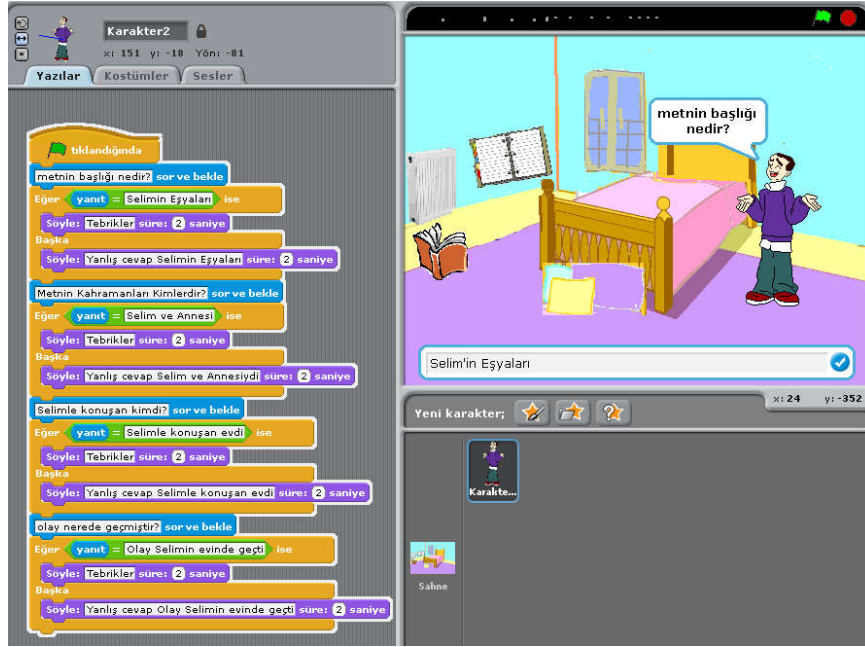 Karakter2
x: 151 y: -18 Yön: -81
Yazılar Kostümler Sesler
tıklandığında
metnin başlığı nedir? sor ve bekle
Eğer yanıt = Selimin Eşyaları ise
Söyle: Tebrikler süre: 2 saniye
Başka
Söyle: Yanlış cevap Selimin Eşyaları süre: 2 saniye
Metnin Kahramanları Kimlerdir? sor ve bekle
Eğer yanıt = Selim ve Annesi ise
Söyle: Tebrikler süre: 2 saniye
Başka
Söyle: Yanlış cevap Selim ve Annesiydi süre: 2 saniye
Selimle konuşan kimdi? sor ve bekle
Eğer yanıt = Selimle konuşan evdi ise
Söyle: Tebrikler süre: 2 saniye
Başka
Söyle: Yanlış cevap Selimle konuşan evdi süre: 2 saniye
olay nerede geçmiştir? sor ve bekle
Eğer yanıt = Olay Selimin evinde geçti ise
Söyle: Tebrikler süre: 2 saniye
Başka
Söyle: Yanlış cevap Olay Selimin evinde geçti süre: 2 saniye
metnin başlığı
nedir?
Selim'in Eşyaları
x: 24 y: -352
Yeni karakter;
Karakte...
Sahne